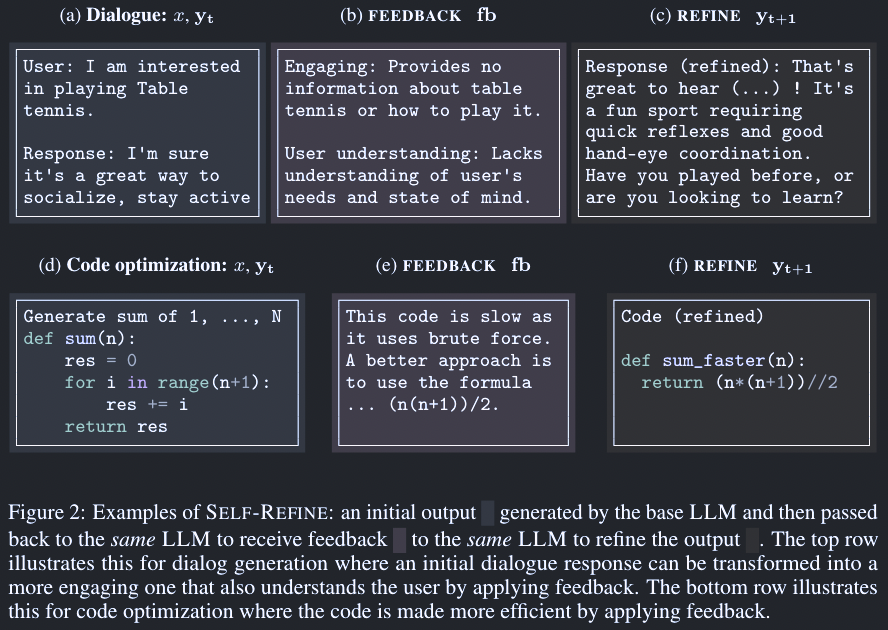 (a) Dialogue: x, yt
(b) FEEDBACK fb
(c) REFINE yt+1
User: I am interested
in playing Table
tennis.
Response: I'm sure
it's a great way to
socialize, stay active
Engaging: Provides no
information about table
tennis or how to play it.
User understanding: Lacks
understanding of user's
needs and state of mind.
Response (refined): That's
great to hear (...) ! It's
a fun sport requiring
quick reflexes and good
hand-eye coordination.
Have you played before, or
are you looking to learn?
(d) Code optimization: x, yt
(e) FEEDBACK fb
(f) REFINE yt+1
Generate sum of 1, ..., N
def sum(n):
    res = 0
    for i in range(n+1):
        res += i
    return res
This code is slow as
it uses brute force.
A better approach is
to use the formula
... (n(n+1))/2.
Code (refined)
def sum_faster(n):
  return (n*(n+1))//2
Figure 2: Examples of SELF-REFINE: an initial output generated by the base LLM and then passed
back to the same LLM to receive feedback to the same LLM to refine the output . The top row
illustrates this for dialog generation where an initial dialogue response can be transformed into a
more engaging one that also understands the user by applying feedback. The bottom row illustrates
this for code optimization where the code is made more efficient by applying feedback.